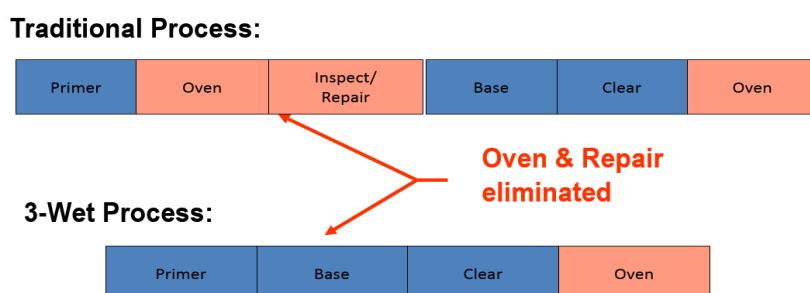 Traditional Process:
Primer
Oven
Inspect/
Repair
Base
Clear
Oven
Oven & Repair
eliminated
3-Wet Process:
Primer
Base
Clear
Oven